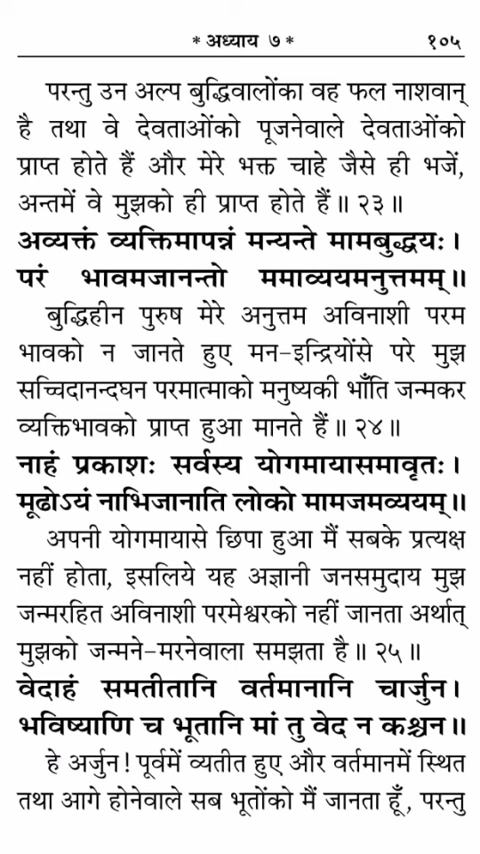 * अध्याय ७ * १०५
परन्तु उन अल्प बुद्धिवालोंका वह फल नाशवान्
है तथा वे देवताओंको पूजनेवाले देवताओंको
प्राप्त होते हैं और मेरे भक्त चाहे जैसे ही भजें,
अन्तमें वे मुझको ही प्राप्त होते हैं॥ २३॥
अव्यक्तं व्यक्तिमापन्नं मन्यन्ते मामबुद्धयः।
परं भावमजानन्तो ममाव्ययमनुत्तमम्॥
बुद्धिहीन पुरुष मेरे अनुत्तम अविनाशी परम
भावको न जानते हुए मन-इन्द्रियोंसे परे मुझ
सच्चिदानन्दघन परमात्माको मनुष्यकी भाँति जन्मकर
व्यक्तिभावको प्राप्त हुआ मानते हैं॥ २४॥
नाहं प्रकाशः सर्वस्य योगमायासमावृतः।
मूढोऽयं नाभिजानाति लोको मामजमव्ययम्॥
अपनी योगमायासे छिपा हुआ मैं सबके प्रत्यक्ष
नहीं होता, इसलिये यह अज्ञानी जनसमुदाय मुझ
जन्मरहित अविनाशी परमेश्वरको नहीं जानता अर्थात्
मुझको जन्मने-मरनेवाला समझता है॥ २५॥
वेदाहं समतीतानि वर्तमानानि चार्जुन।
भविष्याणि च भूतानि मां तु वेद न कश्चन॥
हे अर्जुन! पूर्वमें व्यतीत हुए और वर्तमानमें स्थित
तथा आगे होनेवाले सब भूतोंको मैं जानता हूँ, परन्तु